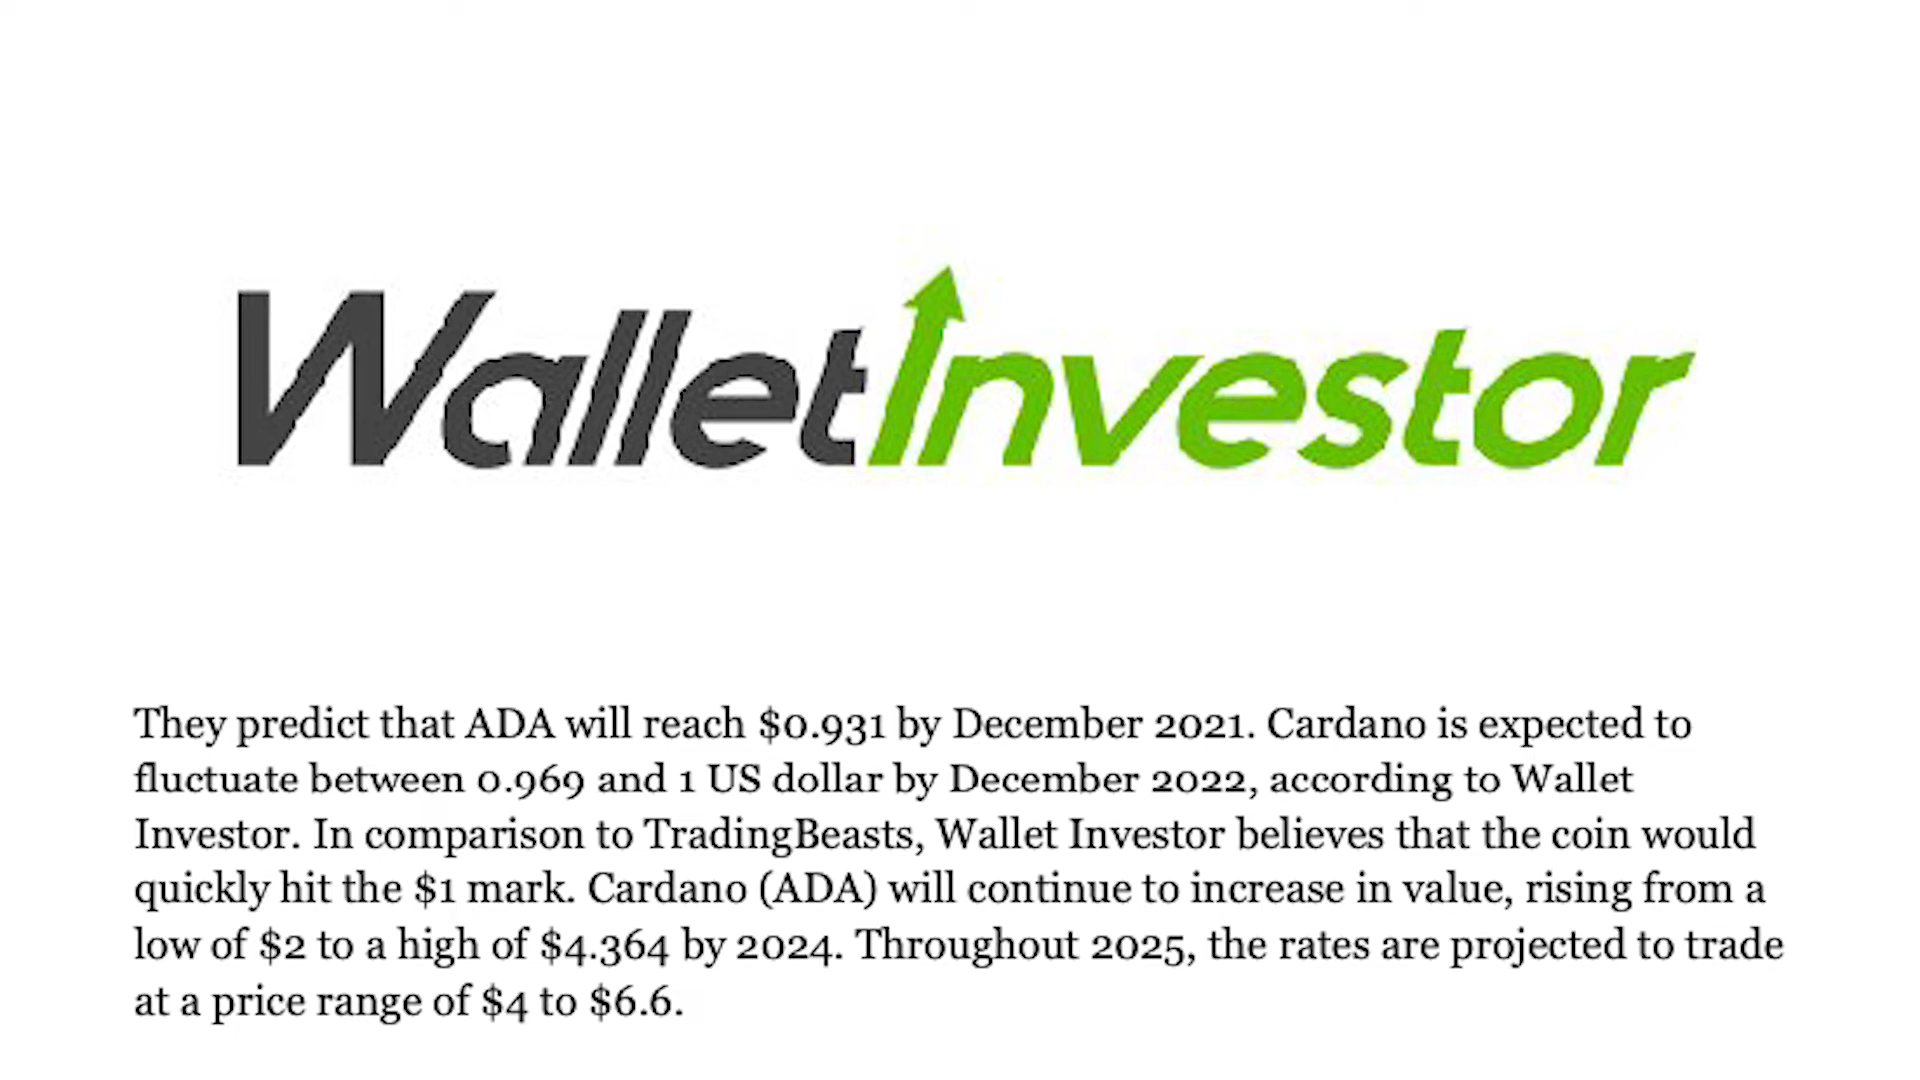 WalletInvestor
They predict that ADA will reach $0.931 by December 2021. Cardano is expected to
fluctuate between 0.969 and 1 US dollar by December 2022, according to Wallet
Investor. In comparison to TradingBeasts, Wallet Investor believes that the coin would
quickly hit the $1 mark. Cardano (ADA) will continue to increase in value, rising from a
low of $2 to a high of $4.364 by 2024. Throughout 2025, the rates are projected to trade
at a price range of $4 to $6.6.